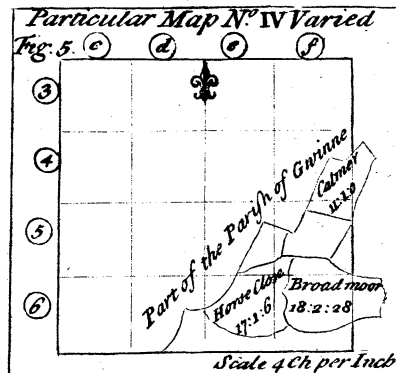 Particular Map N.º IV Varied
Fig. 5.
c d e f
3
4
5
6
Part of the Parish of Gwinne
Calmer
11:1:0
Horse Close
17:1:6
Broad moor
18:2:28
Scale 4 Ch per Inch